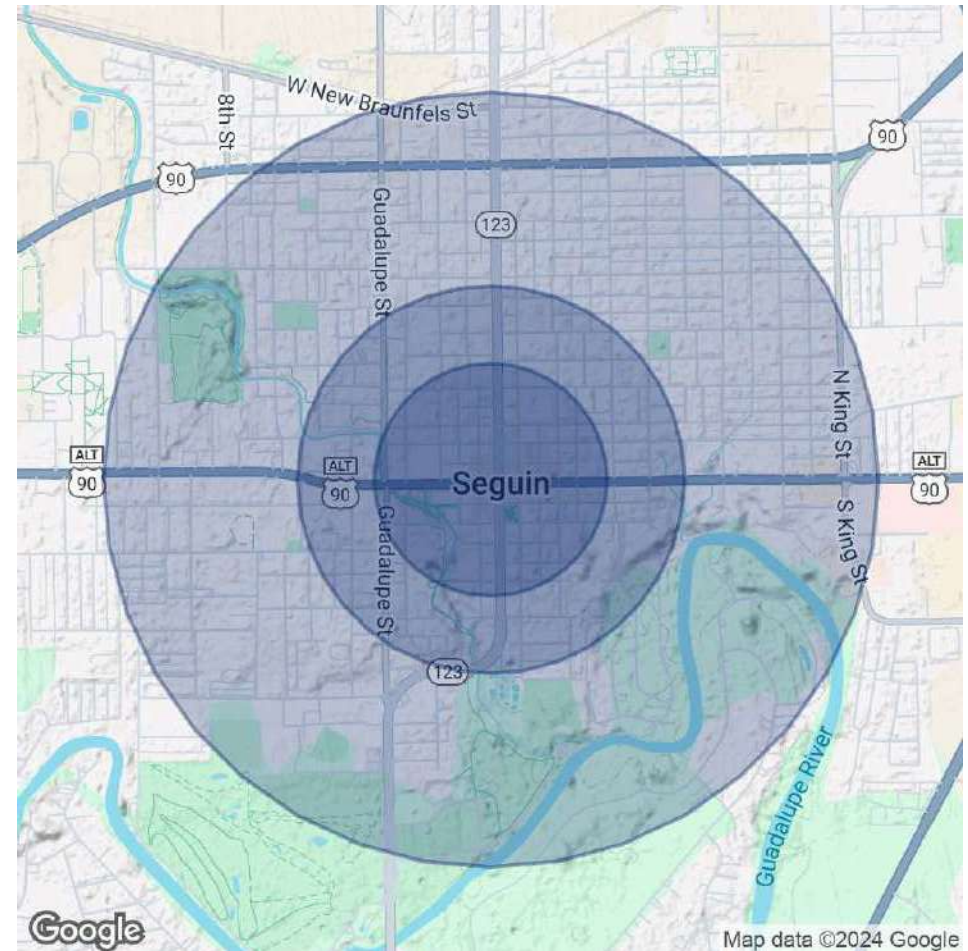 W New Braunfels St
8th St
90
90
Guadalupe St
123
N King St
ALT
90
ALT
90
Seguin
ALT
90
Guadalupe St
S King St
123
Guadalupe River
Google
Map data ©2024 Google